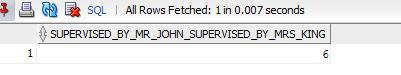 SQL | All Rows Fetched: 1 in 0.007 seconds
SUPERVISED_BY_MR_JOHN_SUPERVISED_BY_MRS_KING
1 6